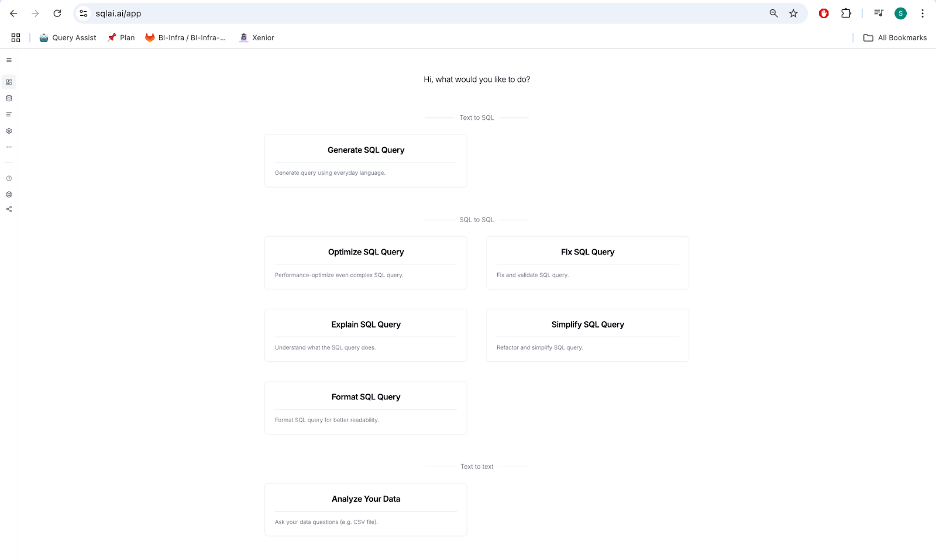 sqlai.ai/app
S
Query Assist
Plan
BI-Infra / BI-Infra-...
Xenior
All Bookmarks
Hi, what would you like to do?
Text to SQL
Generate SQL Query
Generate query using everyday language.
SQL to SQL
Optimize SQL Query
Fix SQL Query
Performance-optimize even complex SQL query.
Fix and validate SQL query.
Explain SQL Query
Simplify SQL Query
Understand what the SQL query does.
Refactor and simplify SQL query.
Format SQL Query
Format SQL query for better readability.
Text to text
Analyze Your Data
Ask your data questions (e.g. CSV file).